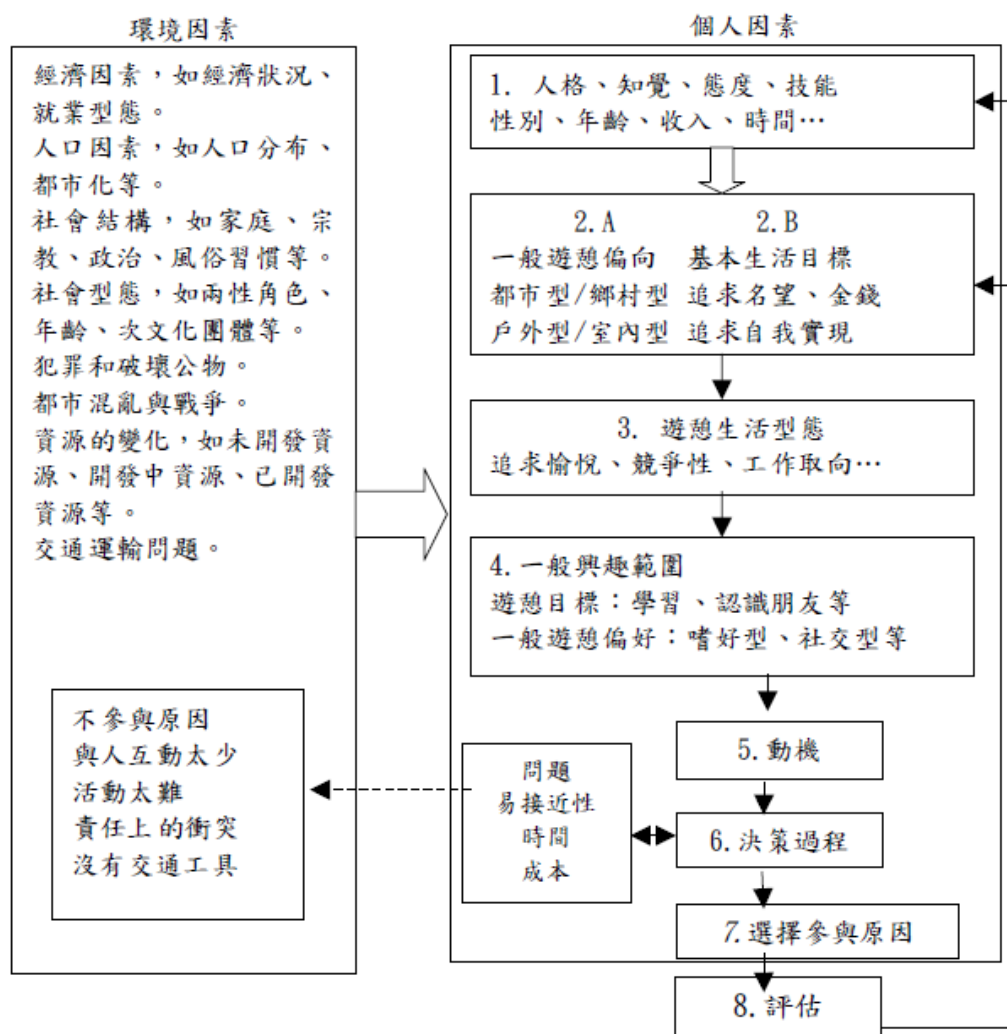 環境因素
經濟因素，如經濟狀況、
就業型態。
人口因素，如人口分布、
都市化等。
社會結構，如家庭、宗
教、政治、風俗習慣等。
社會型態，如兩性角色、
年齡、次文化團體等。
犯罪和破壞公物。
都市混亂與戰爭。
資源的變化，如未開發資
源、開發中資源、已開發
資源等。
交通運輸問題。
不參與原因
與人互動太少
活動太難
責任上的衝突
沒有交通工具
個人因素
1. 人格、知覺、態度、技能
性別、年齡、收入、時間…
2.A 2.B
一般遊憩偏向 基本生活目標
都市型/鄉村型 追求名望、金錢
戶外型/室內型 追求自我實現
3. 遊憩生活型態
追求愉悅、競爭性、工作取向…
4.一般興趣範圍
遊憩目標：學習、認識朋友等
一般遊憩偏好：嗜好型、社交型等
5.動機
問題
易接近性
時間
成本
6.決策過程
7.選擇參與原因
8.評估